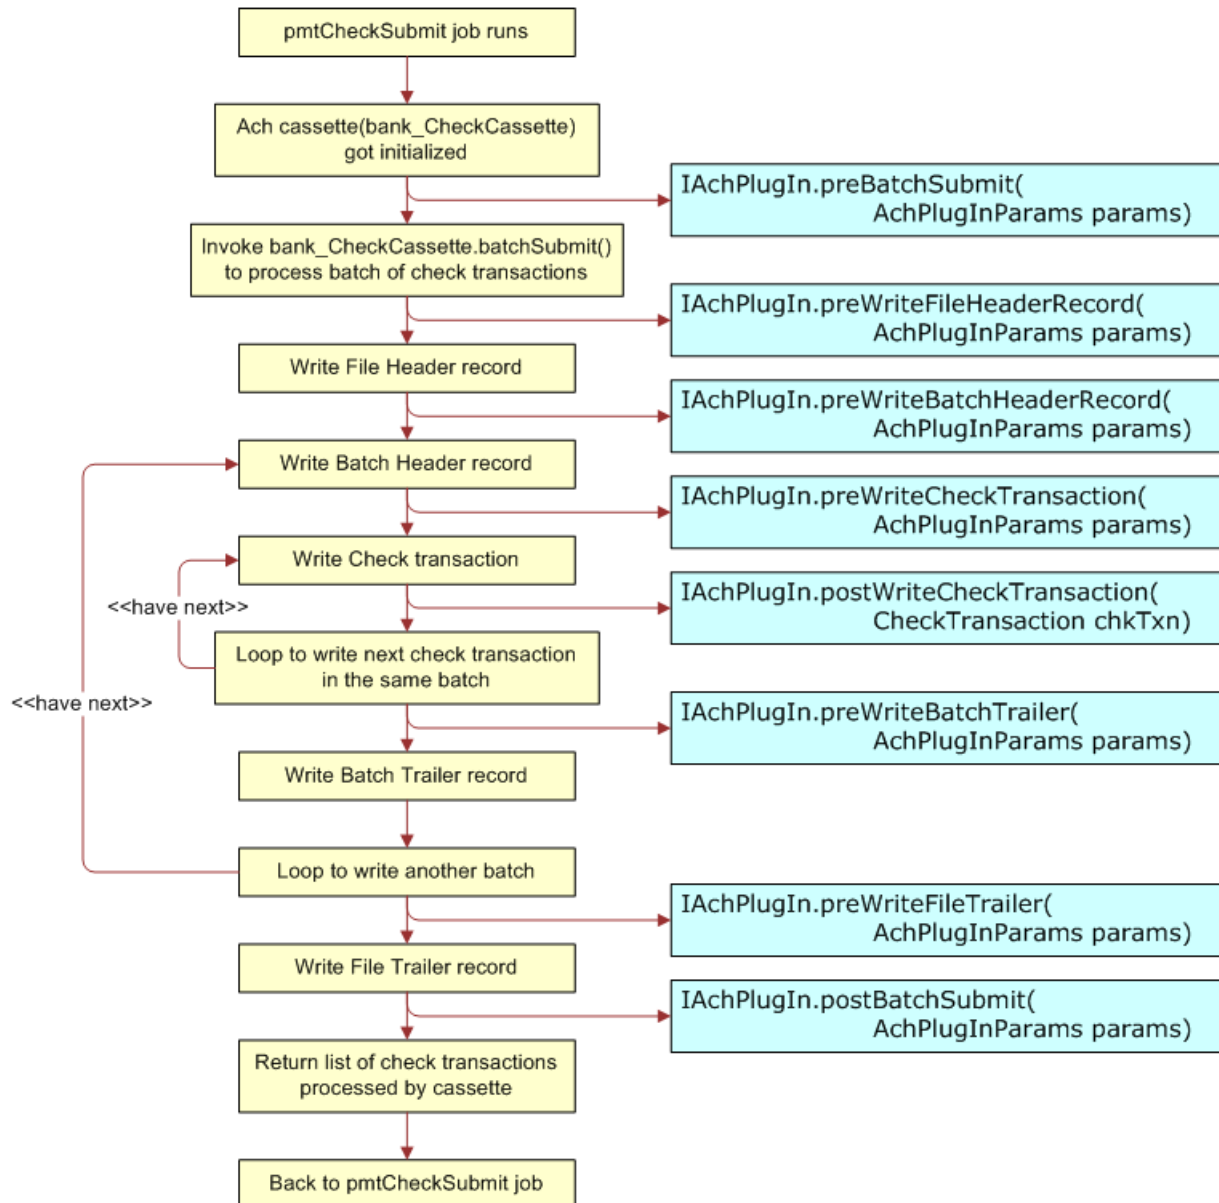 pmtCheckSubmit job runs
Ach cassette(bank_CheckCassette)
got initialized
IAchPlugIn.preBatchSubmit(
AchPlugInParams params)
Invoke bank_CheckCassette.batchSubmit()
to process batch of check transactions
IAchPlugIn.preWriteFileHeaderRecord(
AchPlugInParams params)
Write File Header record
IAchPlugIn.preWriteBatchHeaderRecord(
AchPlugInParams params)
Write Batch Header record
IAchPlugIn.preWriteCheckTransaction(
AchPlugInParams params)
Write Check transaction
IAchPlugIn.postWriteCheckTransaction(
CheckTransaction chkTxn)
<<have next>>
Loop to write next check transaction
in the same batch
<<have next>>
IAchPlugIn.preWriteBatchTrailer(
AchPlugInParams params)
Write Batch Trailer record
Loop to write another batch
IAchPlugIn.preWriteFileTrailer(
AchPlugInParams params)
Write File Trailer record
IAchPlugIn.postBatchSubmit(
AchPlugInParams params)
Return list of check transactions
processed by cassette
Back to pmtCheckSubmit job